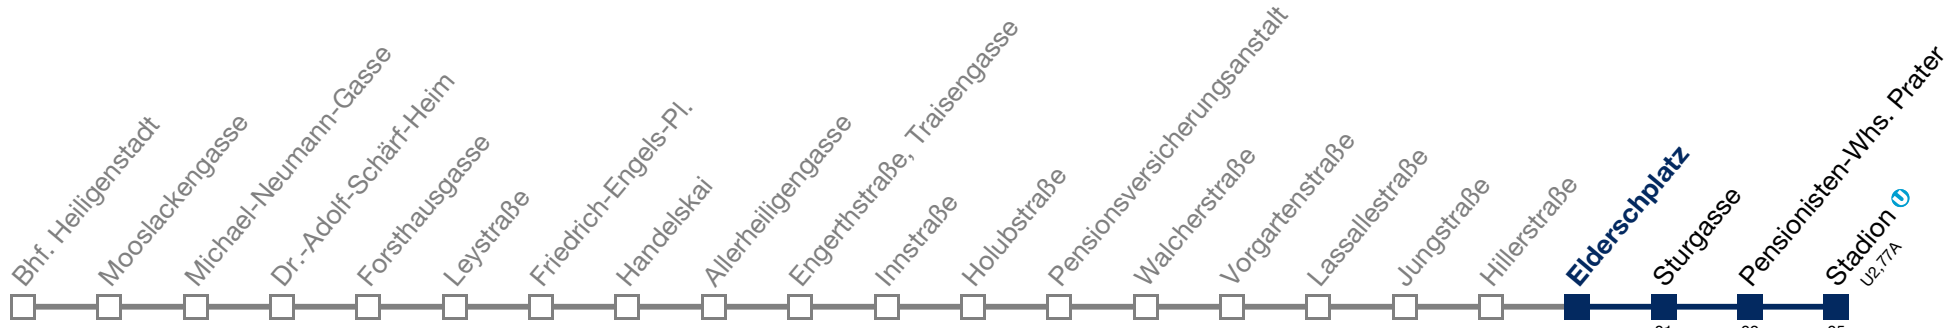 Bhf. Heiligenstadt
Mooslackengasse
Michael-Neumann-Gasse
Dr.-Adolf-Schärf-Heim
Forsthausgasse
Leystraße
Friedrich-Engels-Pl.
Handelskai
Allerheiligengasse
Engerthstraße, Traisengasse
Innstraße
Holubstraße
Pensionsversicherungsanstalt
Walcherstraße
Vorgartenstraße
Lassallestraße
Jungstraße
Hillerstraße
Elderschplatz
Sturgasse
Pensionisten-Whs. Prater
Stadion U
U2,77A